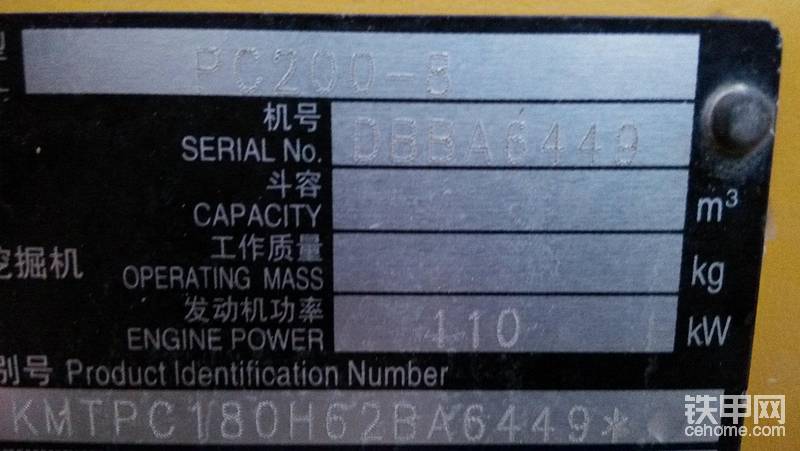 PC200-8
机号
SERIAL No. DBBA6449
斗容
CAPACITY m³
工作质量
挖掘机 OPERATING MASS kg
发动机功率
ENGINE POWER 110 kW
别号 Product Identification Number
KMTPC180H62BA6449*
铁甲网
cehome.com